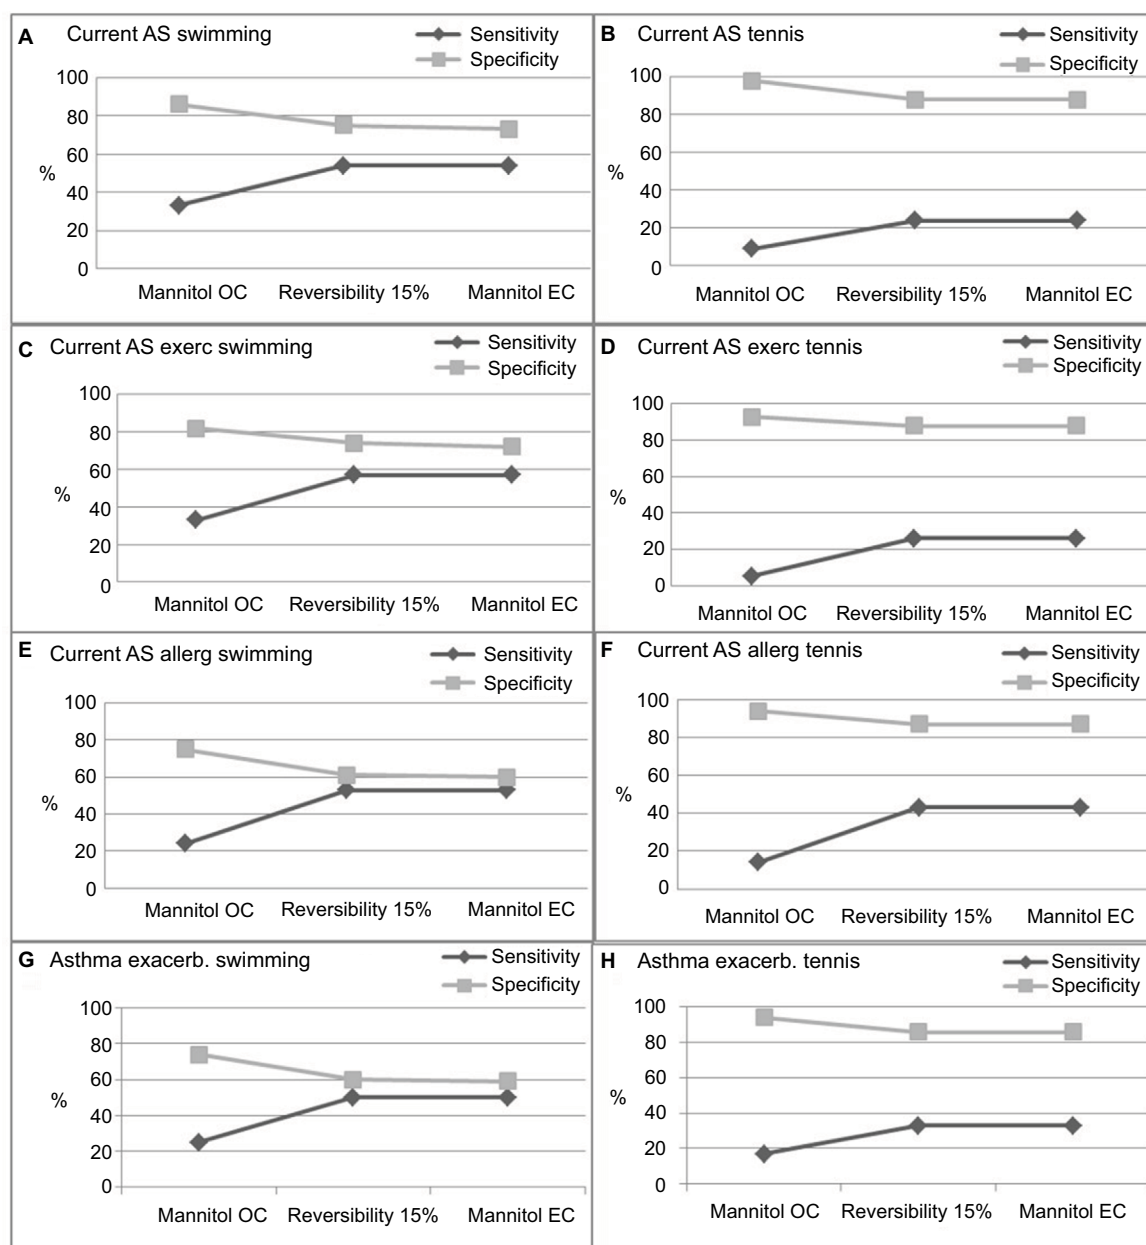 A Current AS swimming
Sensitivity
Specificity
100
80
60
40
20
0
%
Mannitol OC Reversibility 15% Mannitol EC
B Current AS tennis
Sensitivity
Specificity
100
80
60
40
20
0
%
Mannitol OC Reversibility 15% Mannitol EC
C Current AS exerc swimming
Sensitivity
Specificity
100
80
60
40
20
0
%
Mannitol OC Reversibility 15% Mannitol EC
D Current AS exerc tennis
Sensitivity
Specificity
100
80
60
40
20
0
%
Mannitol OC Reversibility 15% Mannitol EC
E Current AS allerg swimming
Sensitivity
Specificity
100
80
60
40
20
0
%
Mannitol OC Reversibility 15% Mannitol EC
F Current AS allerg tennis
Sensitivity
Specificity
100
80
60
40
20
0
%
Mannitol OC Reversibility 15% Mannitol EC
G Asthma exacerb. swimming
Sensitivity
Specificity
100
80
60
40
20
0
%
Mannitol OC Reversibility 15% Mannitol EC
H Asthma exacerb. tennis
Sensitivity
Specificity
100
80
60
40
20
0
%
Mannitol OC Reversibility 15% Mannitol EC